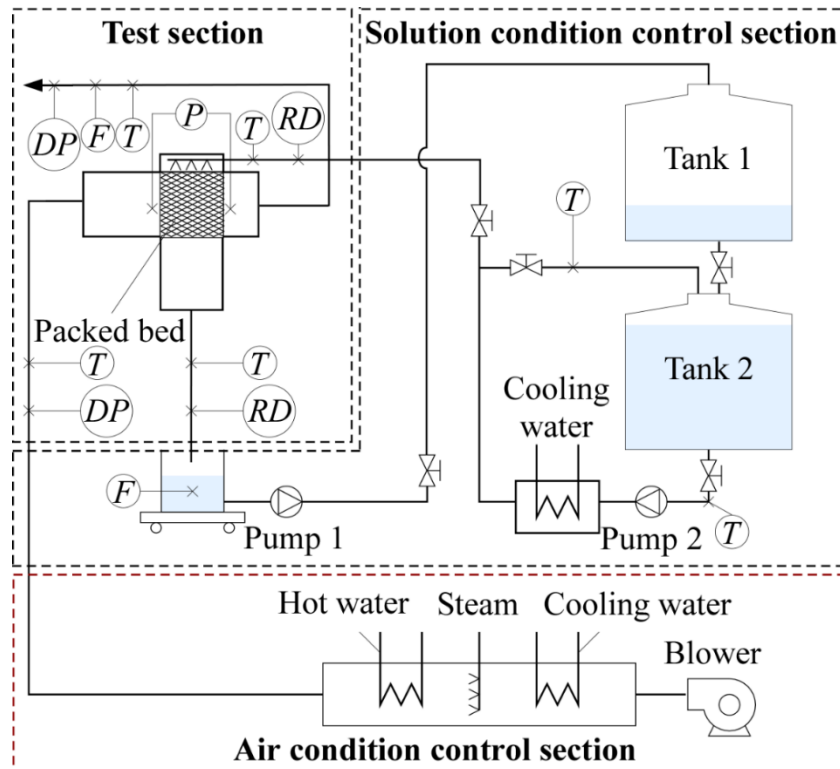 Test section
Solution condition control section
P
T
RD
DP
F
T
Tank 1
T
Packed bed
T
T
Tank 2
DP
RD
Cooling
water
F
Pump 1
Pump 2
T
Hot water
Steam
Cooling water
Blower
Air condition control section